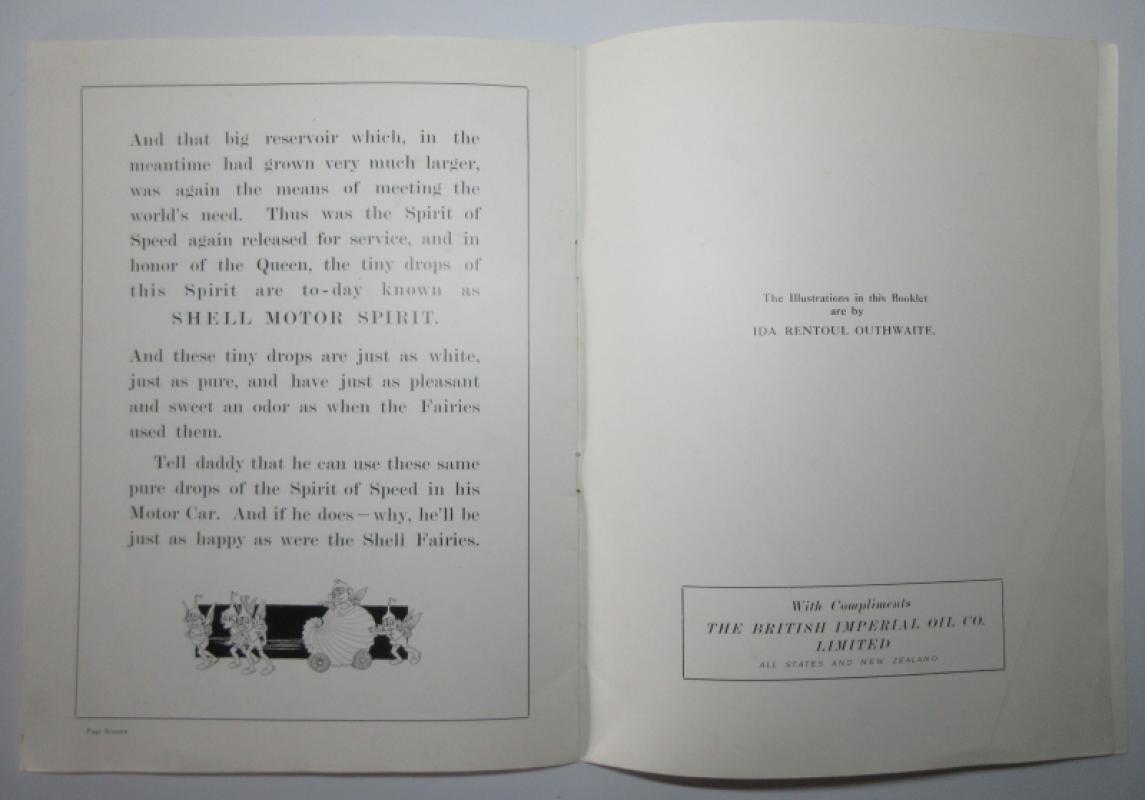 And that big reservoir which, in the
meantime had grown very much larger,
was again the means of meeting the
world's need. Thus was the Spirit of
Speed again released for service, and in
honor of the Queen, the tiny drops of
this Spirit are to-day known as
SHELL MOTOR SPIRIT.
And these tiny drops are just as white,
just as pure, and have just as pleasant
and sweet an odor as when the Fairies
used them.
Tell daddy that he can use these same
pure drops of the Spirit of Speed in his
Motor Car. And if he does—why, he'll be
just as happy as were the Shell Fairies.
Page
The Illustrations in this Booklet
are by
IDA RENTOUL OUTHWAITE.
With Compliments
THE BRITISH IMPERIAL OIL CO.
LIMITED
ALL STATES AND NEW ZEALAND